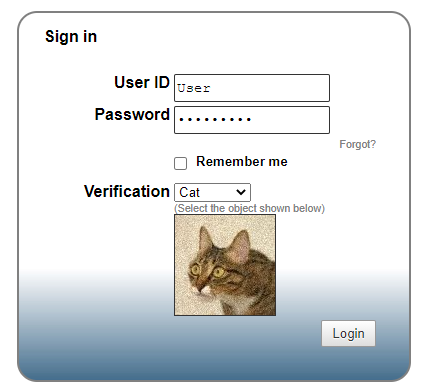 Sign in
User ID User
Password •••••••••
Forgot?
Remember me
Verification Cat
(Select the object shown below)
Login